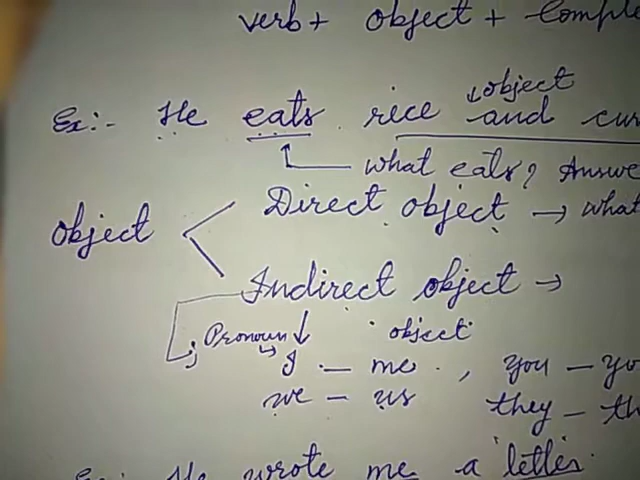 verb + object + Comple
↓object
Ex:- He eats rice and cur
What eats? Answe
Object < Direct object → what
Indirect object →
Pronoun ↓ object
I — me , you — yo
we — us they — th
Ex: He wrote me a letter